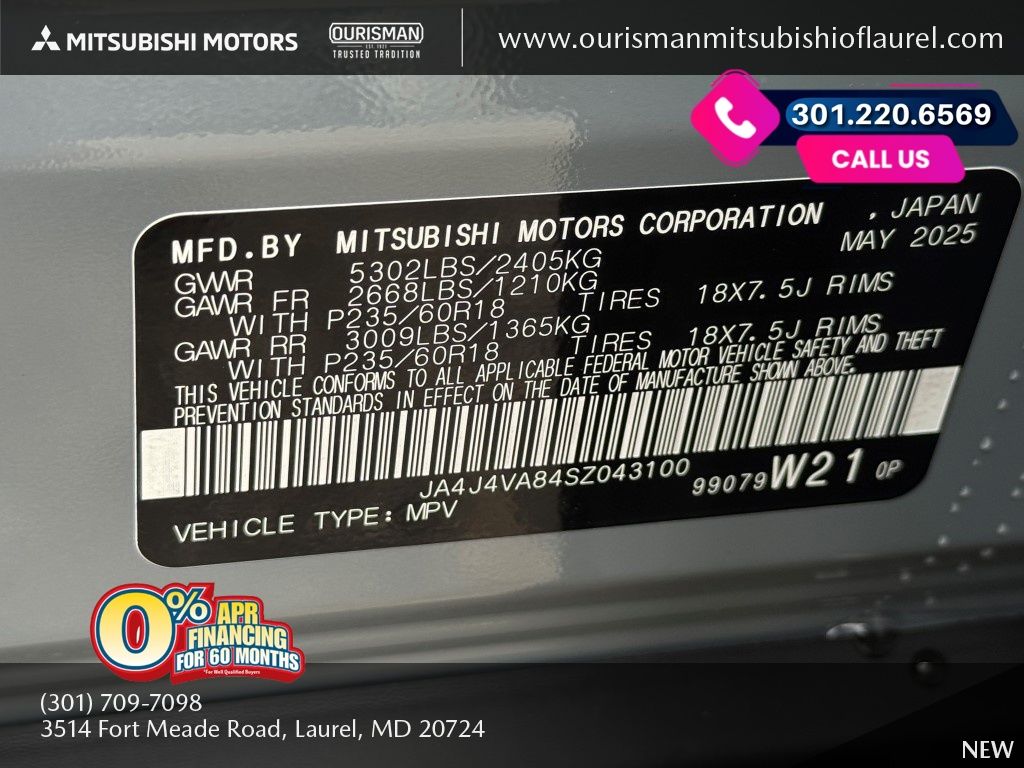 MITSUBISHI MOTORS
OURISMAN
EST. 1921
TRUSTED TRADITION
www.ourismanmitsubishioflaurel.com
301.220.6569
CALL US
MFD.BY MITSUBISHI MOTORS CORPORATION , JAPAN
MAY 2025
GVWR 5302LBS/2405KG
GAWR FR 2668LBS/1210KG
WITH P235/60R18 TIRES 18X7.5J RIMS
GAWR RR 3009LBS/1365KG
WITH P235/60R18 TIRES 18X7.5J RIMS
THIS VEHICLE CONFORMS TO ALL APPLICABLE FEDERAL MOTOR VEHICLE SAFETY AND THEFT
PREVENTION STANDARDS IN EFFECT ON THE DATE OF MANUFACTURE SHOWN ABOVE.
JA4J4VA84SZ043100
99079 W21 0P
VEHICLE TYPE: MPV
0% APR
FINANCING
FOR 60 MONTHS
*For Well Qualified Buyers
(301) 709-7098
3514 Fort Meade Road, Laurel, MD 20724
NEW